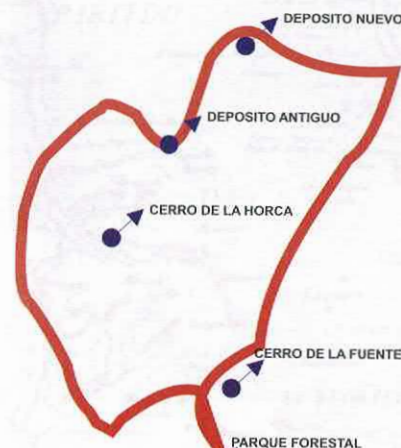 DEPOSITO NUEVO
DEPOSITO ANTIGUO
CERRO DE LA HORCA
CERRO DE LA FUENTE
PARQUE FORESTAL